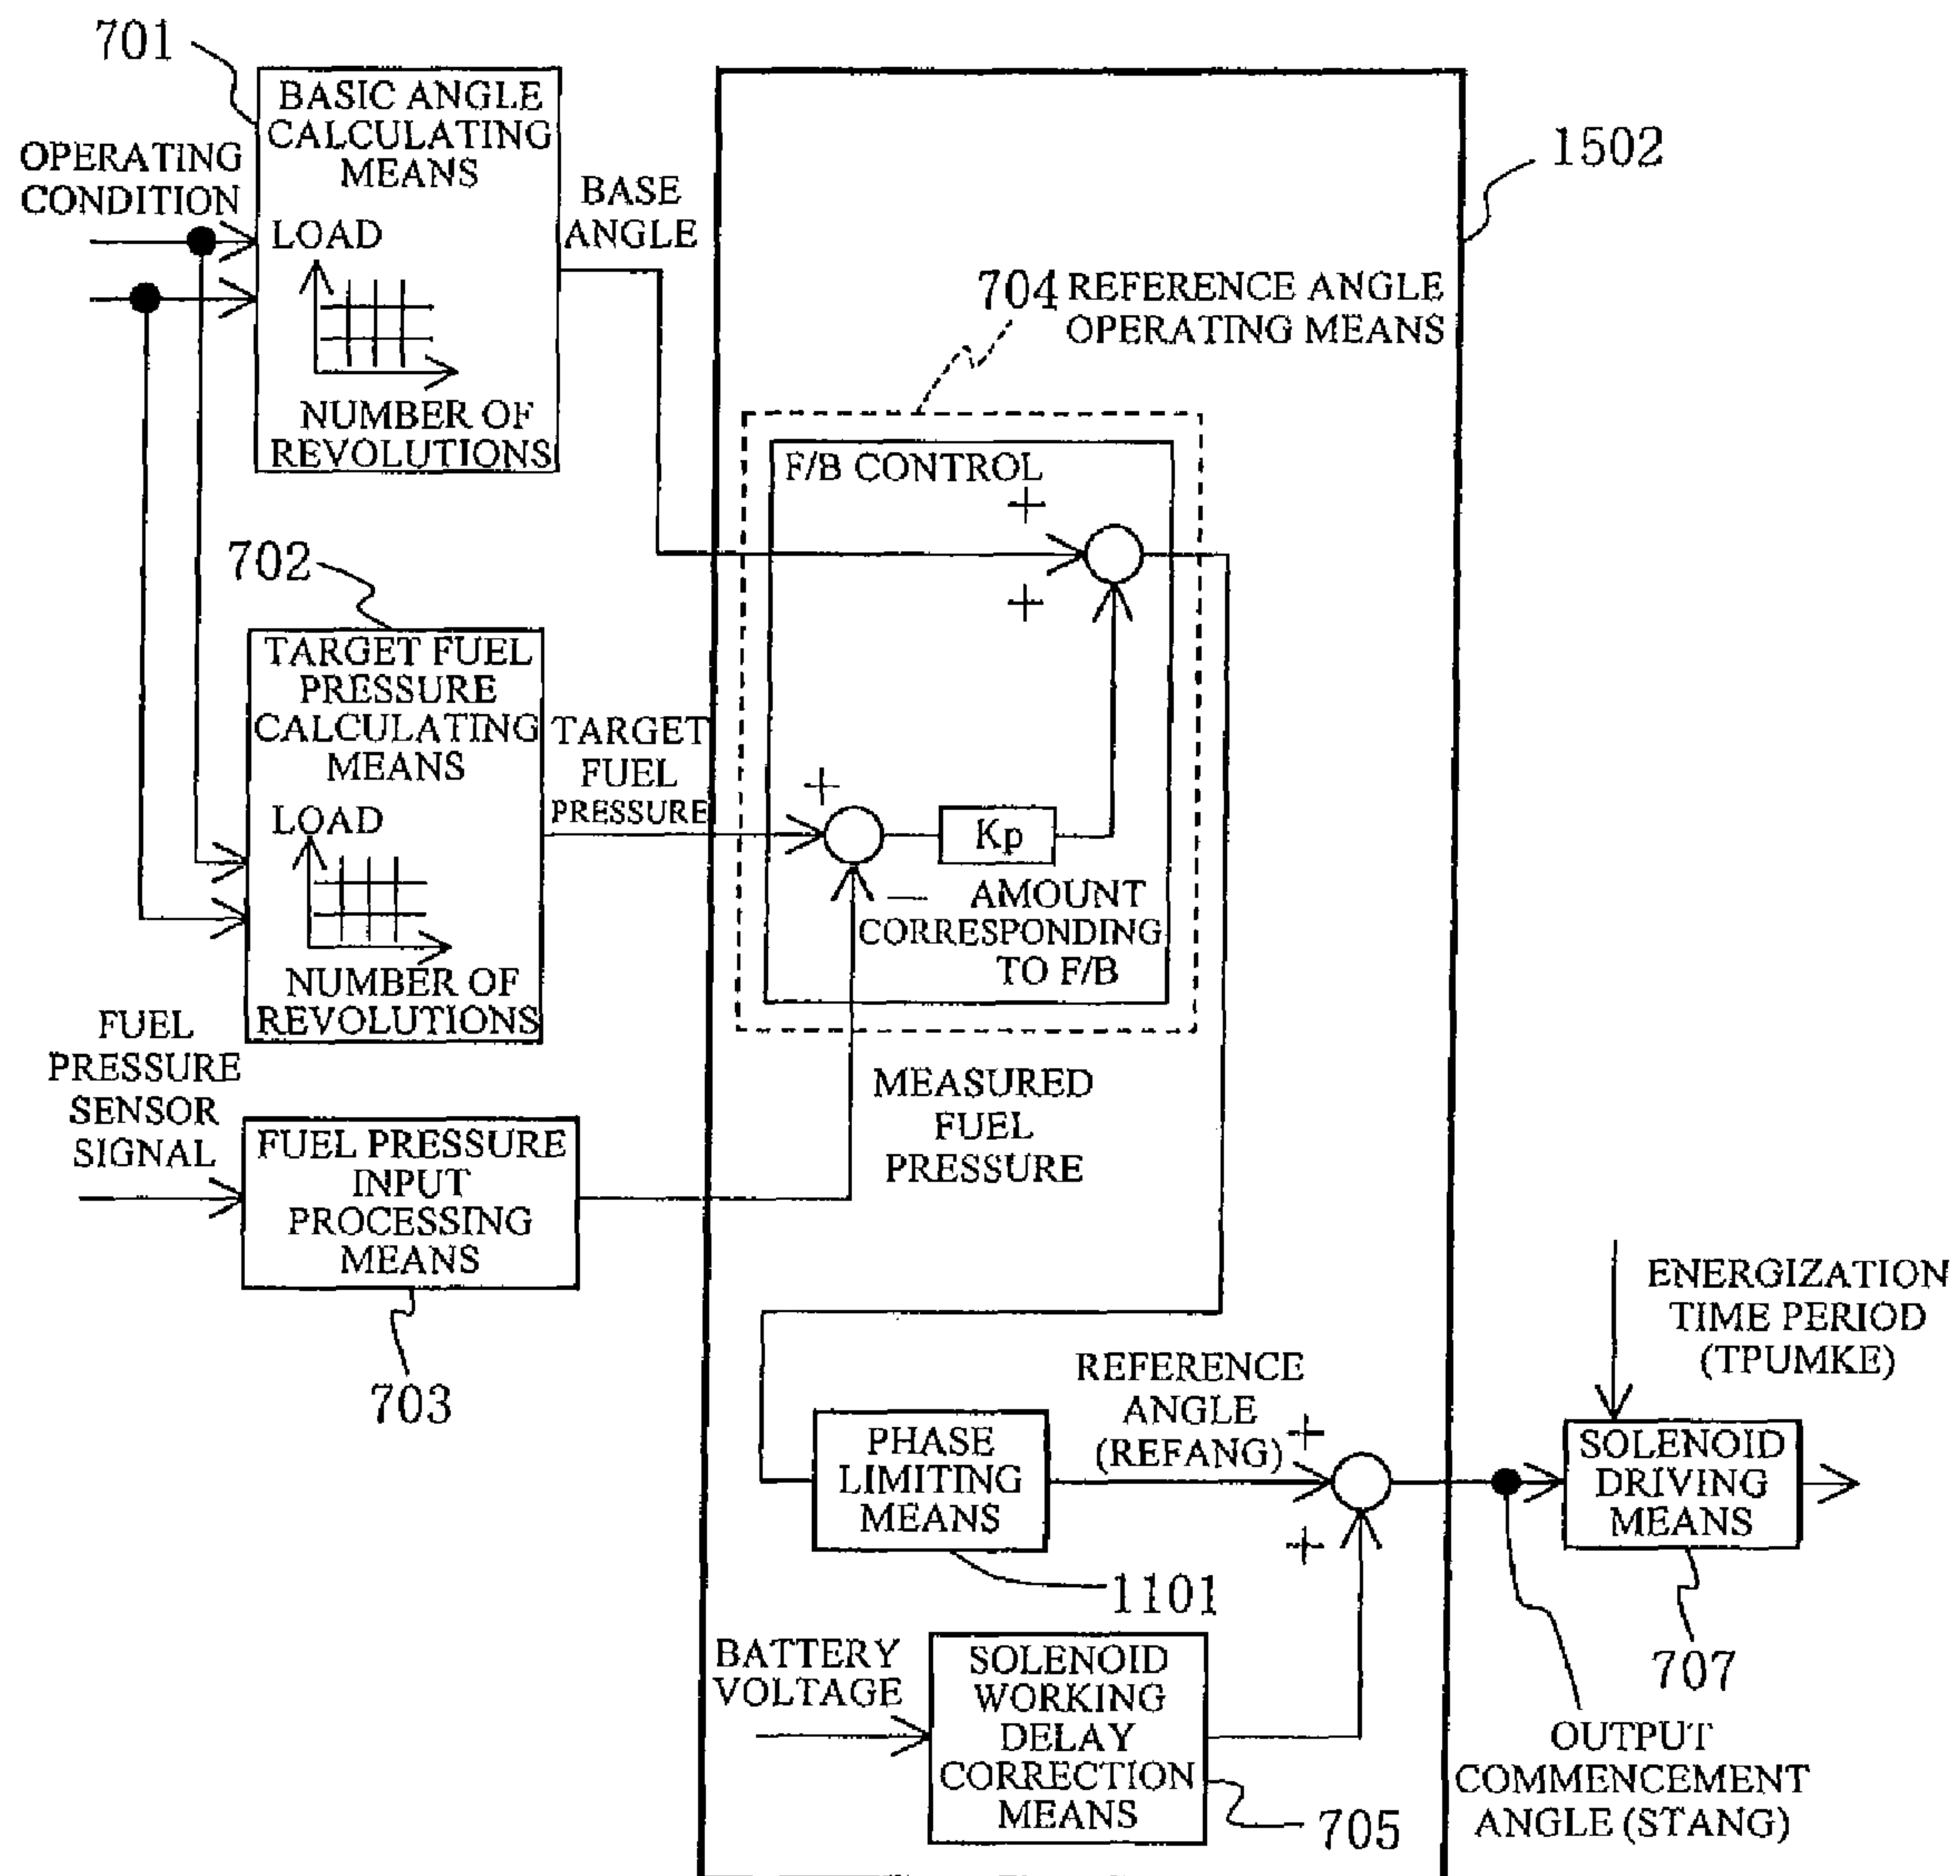 701
BASIC ANGLE
CALCULATING
MEANS
OPERATING
CONDITION
LOAD
NUMBER OF
REVOLUTIONS
BASE
ANGLE
1502
704 REFERENCE ANGLE
OPERATING MEANS
F/B CONTROL
+
+
702
TARGET FUEL
PRESSURE
CALCULATING
MEANS
LOAD
NUMBER OF
REVOLUTIONS
TARGET
FUEL
PRESSURE
+
Kp
— AMOUNT
CORRESPONDING
TO F/B
FUEL
PRESSURE
SENSOR
SIGNAL
FUEL PRESSURE
INPUT
PROCESSING
MEANS
703
MEASURED
FUEL
PRESSURE
ENERGIZATION
TIME PERIOD
(TPUMKE)
REFERENCE
ANGLE
(REFANG)
+
+
PHASE
LIMITING
MEANS
1101
SOLENOID
DRIVING
MEANS
707
BATTERY
VOLTAGE
SOLENOID
WORKING
DELAY
CORRECTION
MEANS
705
OUTPUT
COMMENCEMENT
ANGLE (STANG)